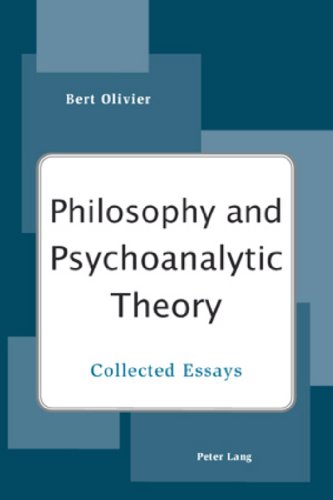 Bert Olivier
Philosophy and
Psychoanalytic
Theory
Collected Essays
Peter Lang